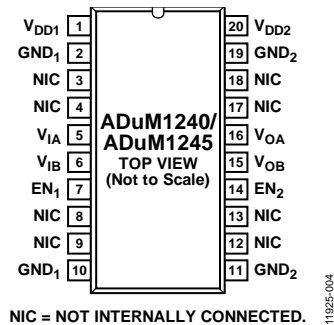 VDD1 1 20 VDD2
GND1 2 19 GND2
NIC 3 18 NIC
NIC 4 17 NIC
VIA 5 16 VOA
VIB 6 15 VOB
EN1 7 14 EN2
NIC 8 13 NIC
NIC 9 12 NIC
GND1 10 11 GND2
ADuM1240/
ADuM1245
TOP VIEW
(Not to Scale)
NIC = NOT INTERNALLY CONNECTED.
11925-004